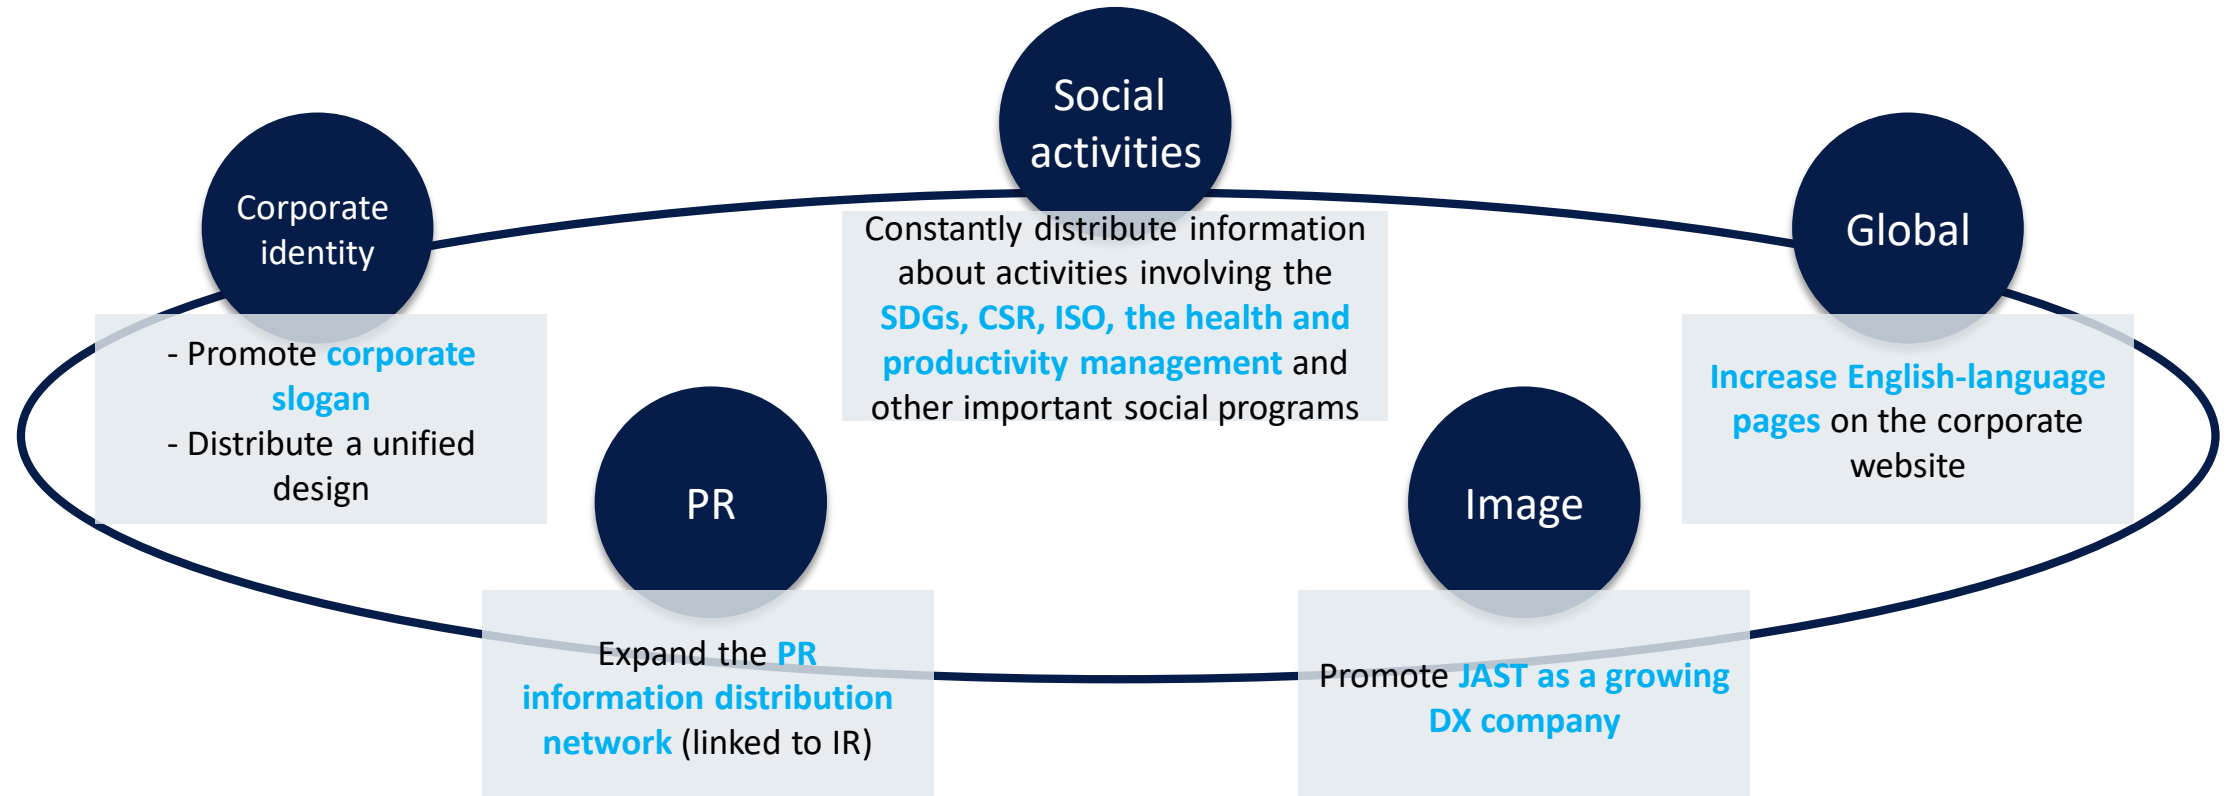 Social
activities
Constantly distribute information
about activities involving the
SDGs, CSR, ISO, the health and
productivity management and
other important social programs
Corporate
identity
- Promote corporate
slogan
- Distribute a unified
design
Global
Increase English-language
pages on the corporate
website
PR
Expand the PR
information distribution
network (linked to IR)
Image
Promote JAST as a growing
DX company